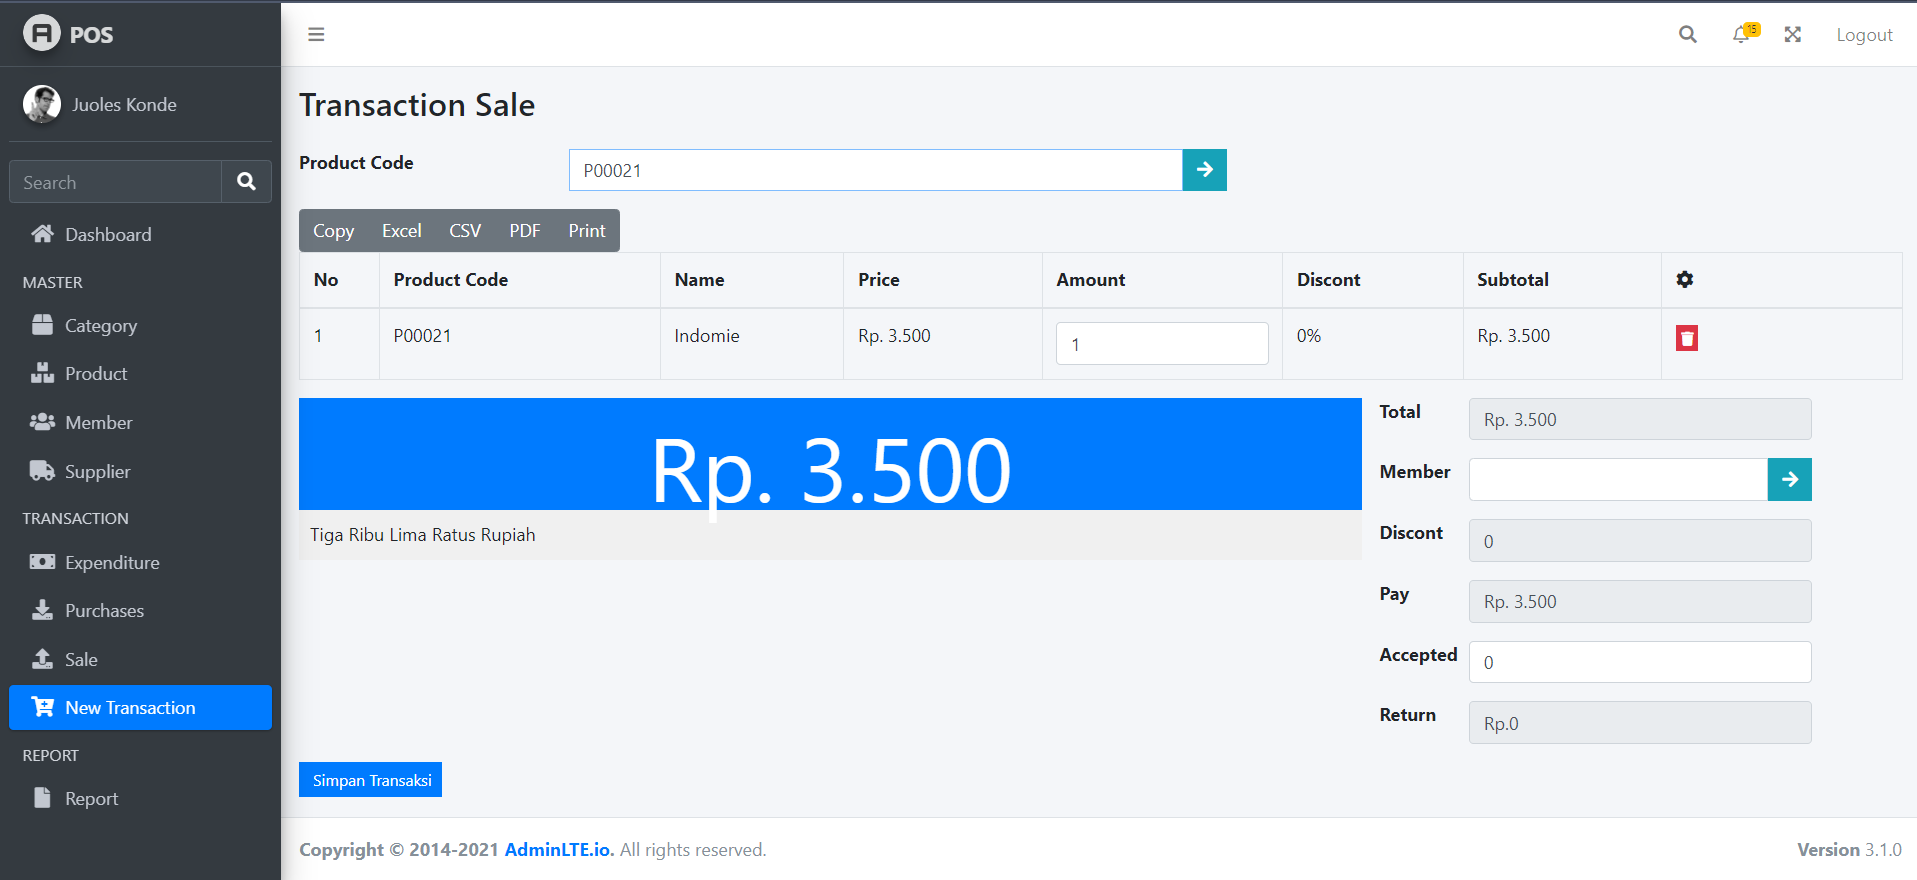 POS
15
Logout
Juoles Konde
Search
Dashboard
MASTER
Category
Product
Member
Supplier
TRANSACTION
Expenditure
Purchases
Sale
New Transaction
REPORT
Report
Transaction Sale
Product Code P00021
Copy Excel CSV PDF Print
No Product Code Name Price Amount Discont Subtotal
1 P00021 Indomie Rp. 3.500 1 0% Rp. 3.500
Rp. 3.500
Tiga Ribu Lima Ratus Rupiah
Total Rp. 3.500
Member
Discont 0
Pay Rp. 3.500
Accepted 0
Return Rp.0
Simpan Transaksi
Copyright © 2014-2021 AdminLTE.io. All rights reserved. Version 3.1.0